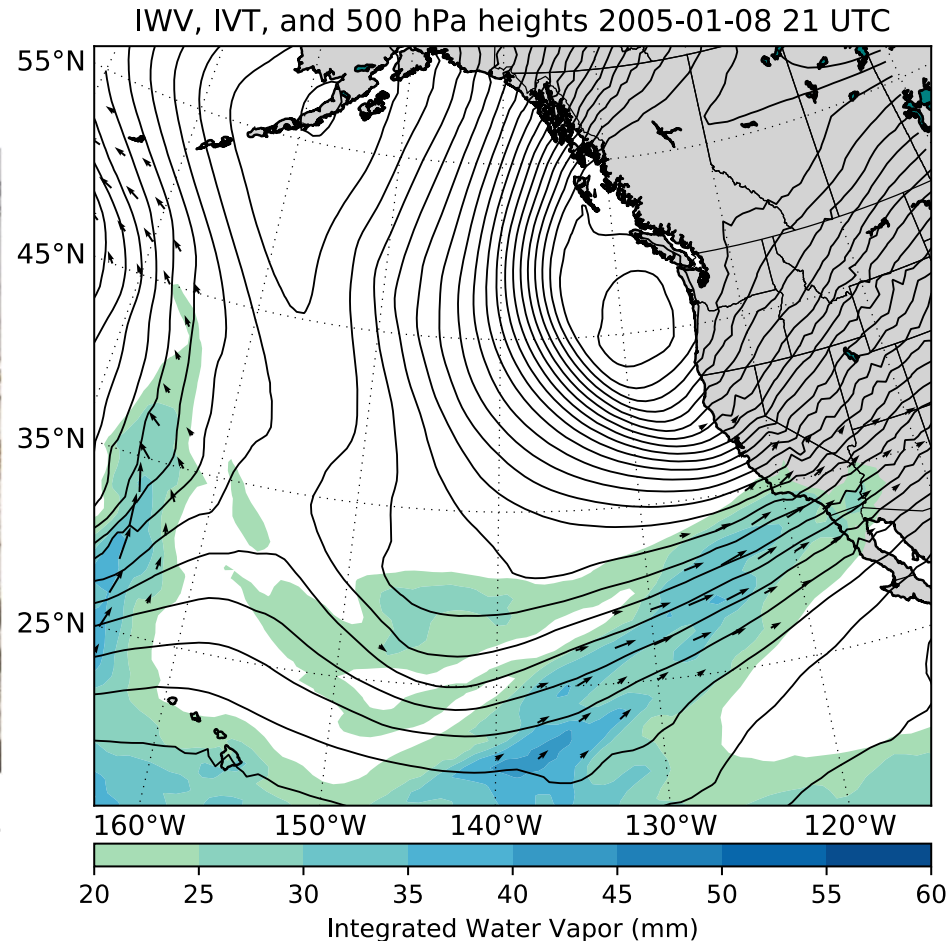 IWV, IVT, and 500 hPa heights 2005-01-08 21 UTC
55°N
45°N
35°N
25°N
160°W 150°W 140°W 130°W 120°W
20 25 30 35 40 45 50 55 60
Integrated Water Vapor (mm)